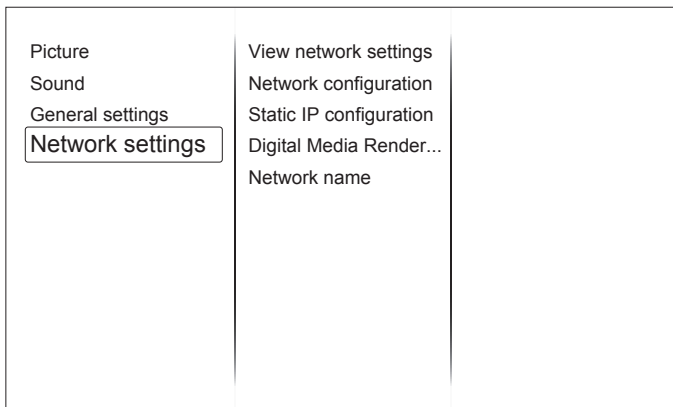 Picture
Sound
General settings
Network settings
View network settings
Network configuration
Static IP configuration
Digital Media Render...
Network name